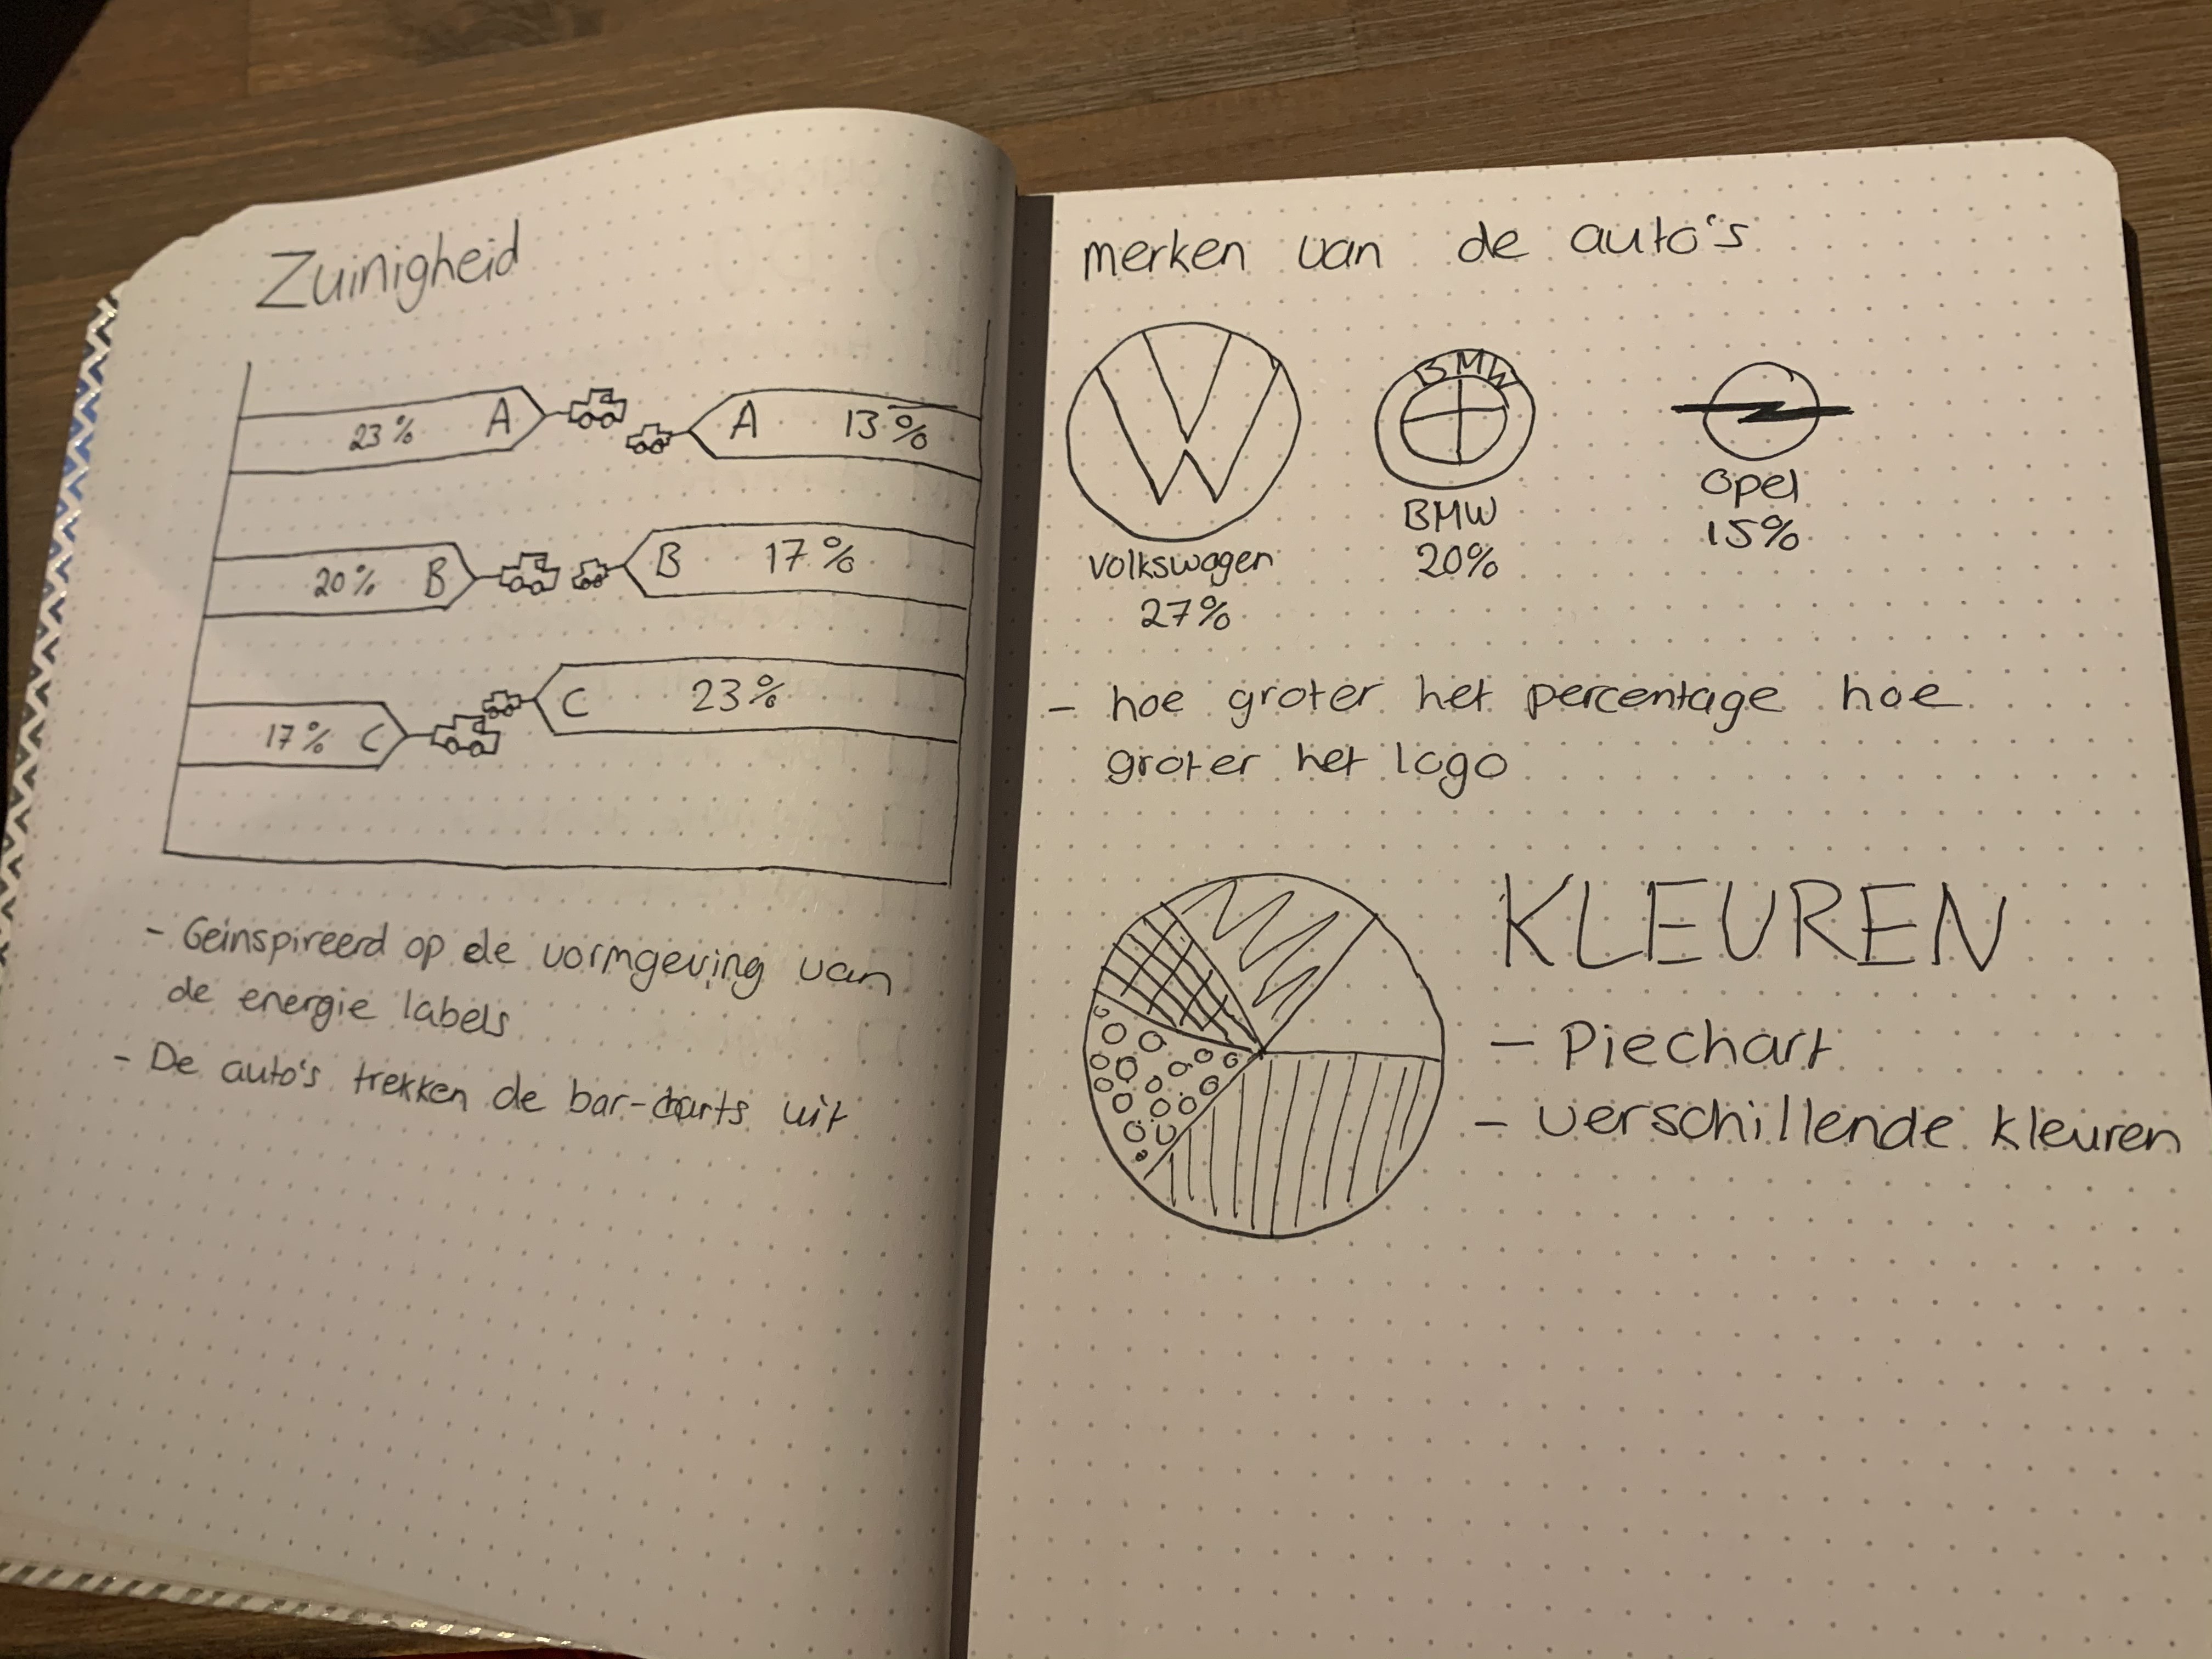 Zuinigheid
23% A
A 13%
20% B
B 17%
C 23%
17% C
- Geinspireerd op de vormgeving van
de energie labels
- De auto's trekken de bar-charts uit
merken van de auto's
BMW
Volkswagen
27%
BMW
20%
Opel
15%
- hoe groter het percentage hoe
groter het logo
KLEUREN
- Piechart
- verschillende kleuren